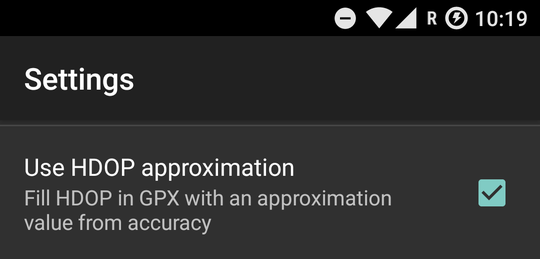 R 10:19
Settings
Use HDOP approximation
Fill HDOP in GPX with an approximation
value from accuracy